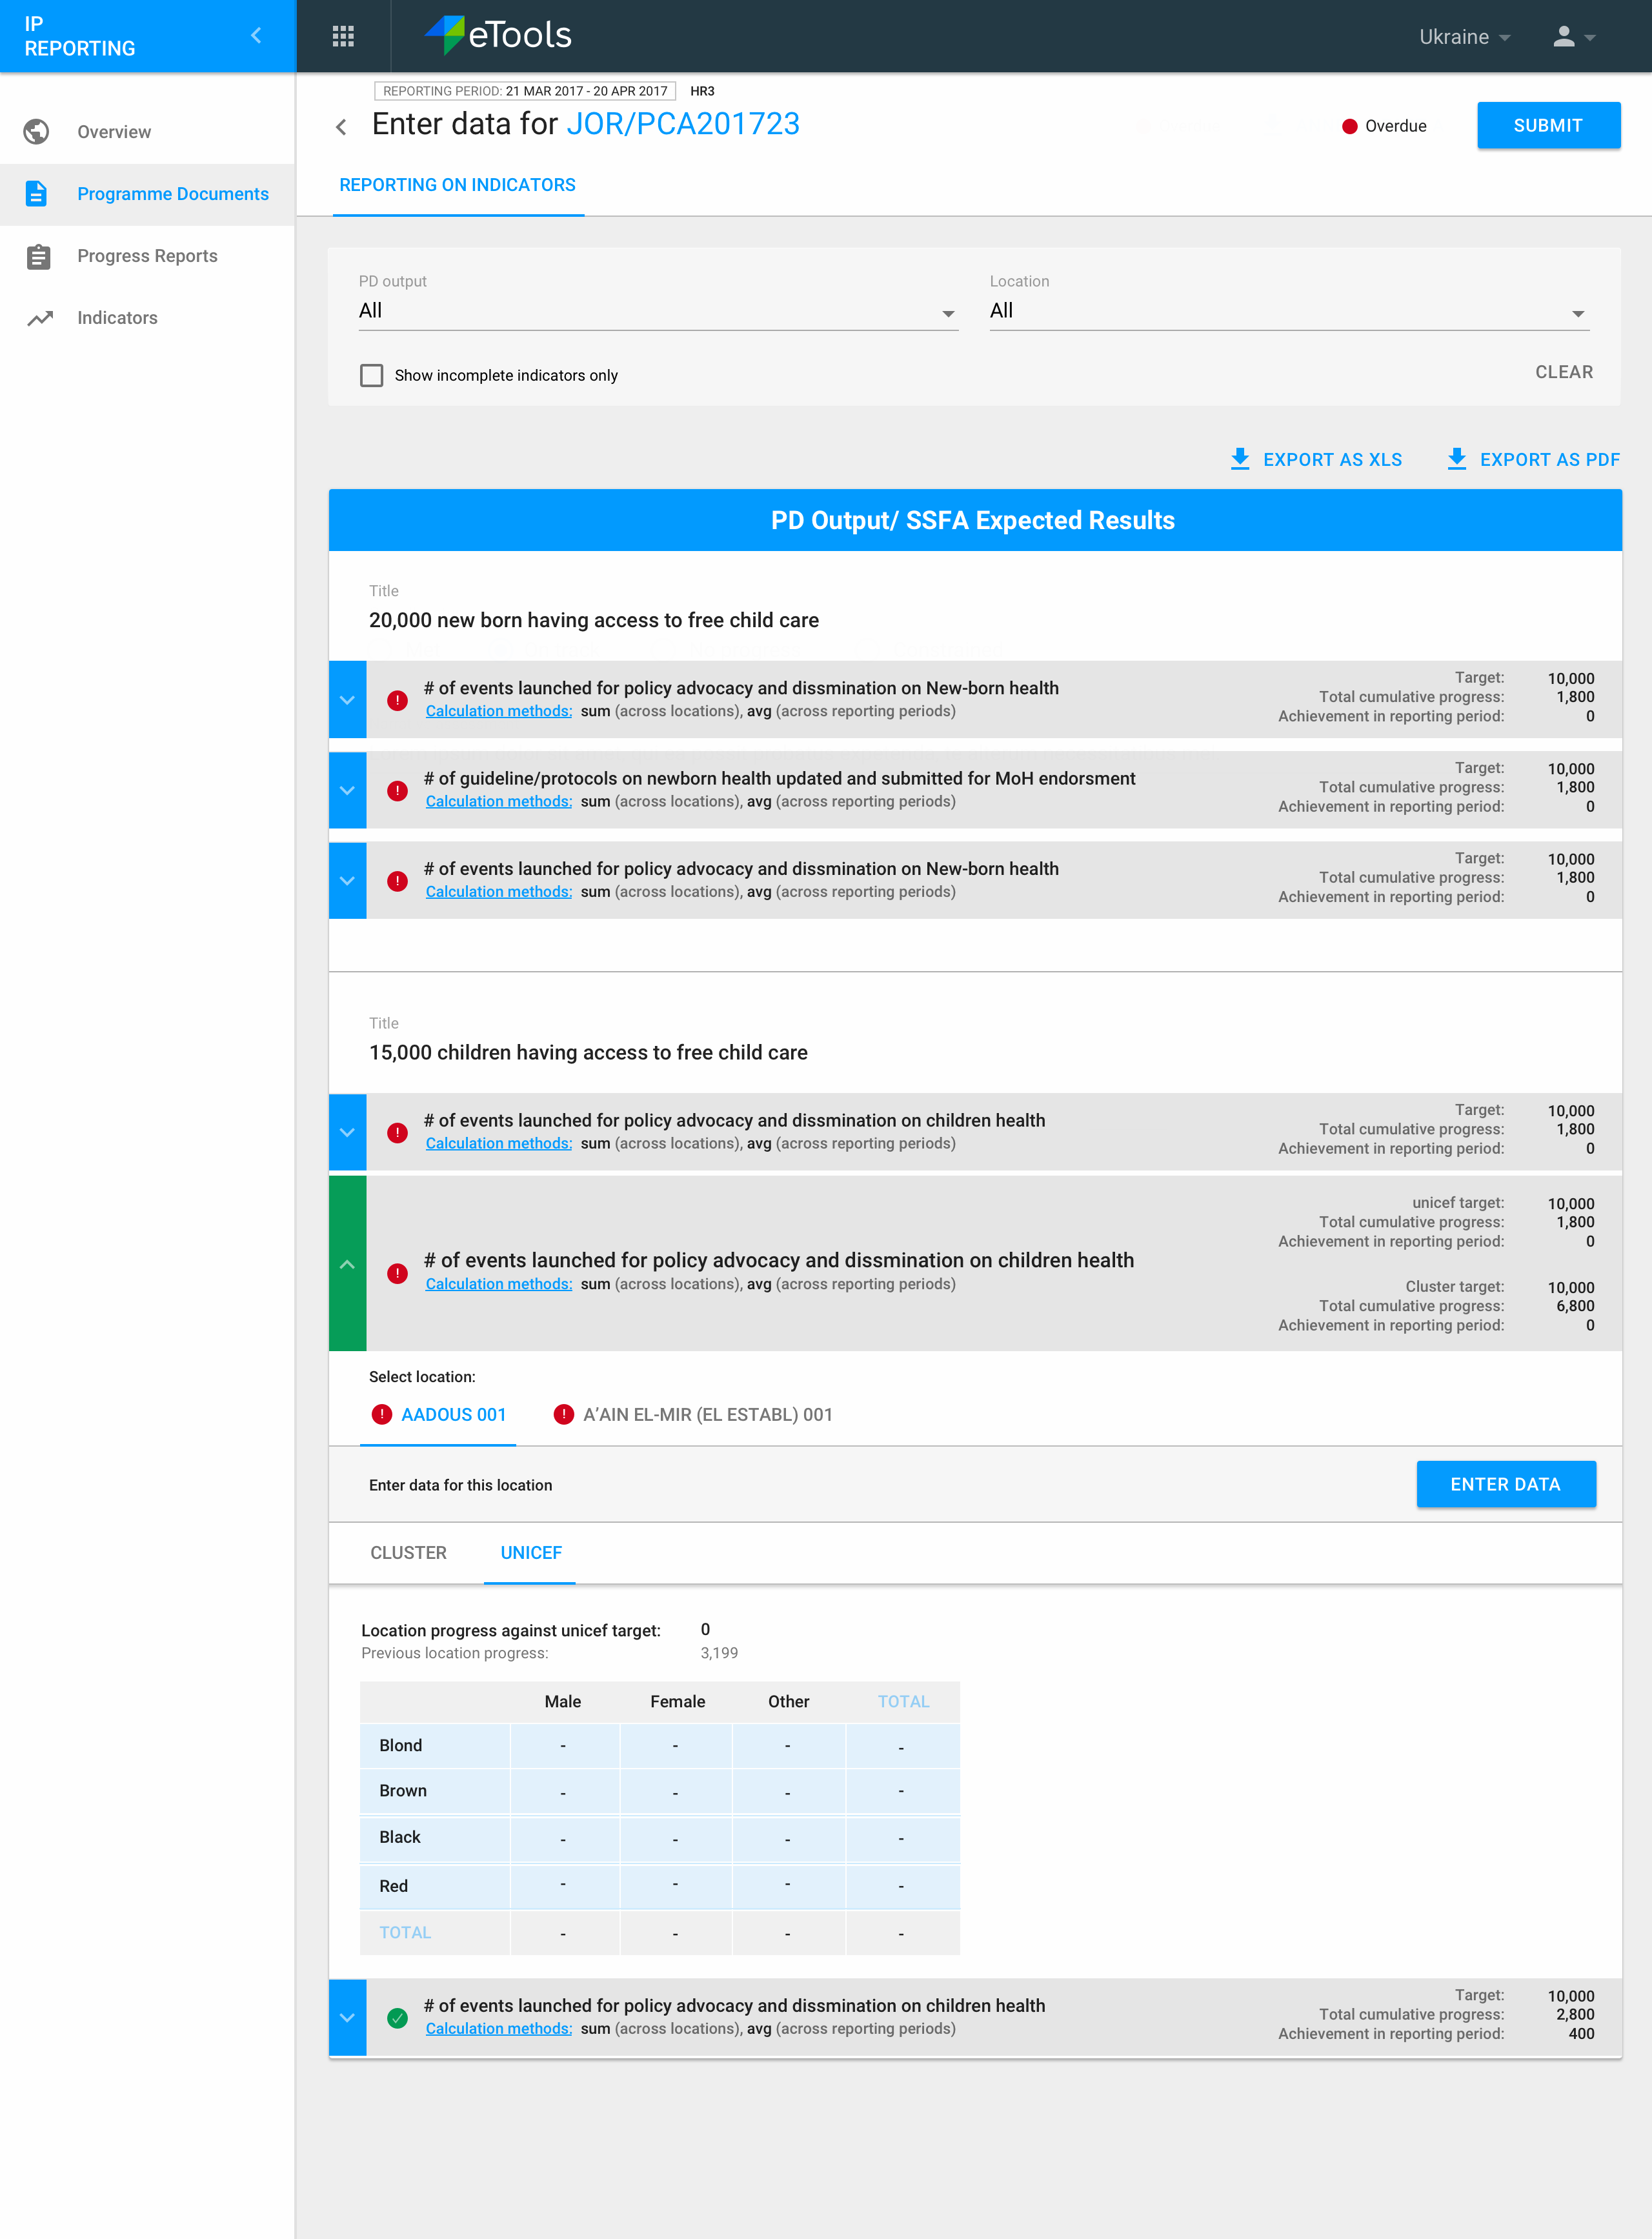 IP
REPORTING
eTools
Ukraine
Overview
Programme Documents
Progress Reports
Indicators
REPORTING PERIOD: 21 MAR 2017 - 20 APR 2017 HR3
Enter data for JOR/PCA201723
Overdue
SUBMIT
REPORTING ON INDICATORS
PD output
All
Location
All
Show incomplete indicators only
CLEAR
EXPORT AS XLS
EXPORT AS PDF
PD Output/ SSFA Expected Results
Title
20,000 new born having access to free child care
# of events launched for policy advocacy and dissmination on New-born health
Calculation methods: sum (across locations), avg (across reporting periods)
Target: 10,000
Total cumulative progress: 1,800
Achievement in reporting period: 0
# of guideline/protocols on newborn health updated and submitted for MoH endorsment
Calculation methods: sum (across locations), avg (across reporting periods)
Target: 10,000
Total cumulative progress: 1,800
Achievement in reporting period: 0
# of events launched for policy advocacy and dissmination on New-born health
Calculation methods: sum (across locations), avg (across reporting periods)
Target: 10,000
Total cumulative progress: 1,800
Achievement in reporting period: 0
Title
15,000 children having access to free child care
# of events launched for policy advocacy and dissmination on children health
Calculation methods: sum (across locations), avg (across reporting periods)
Target: 10,000
Total cumulative progress: 1,800
Achievement in reporting period: 0
# of events launched for policy advocacy and dissmination on children health
Calculation methods: sum (across locations), avg (across reporting periods)
unicef target: 10,000
Total cumulative progress: 1,800
Achievement in reporting period: 0
Cluster target: 10,000
Total cumulative progress: 6,800
Achievement in reporting period: 0
Select location:
AADOUS 001
A’AIN EL-MIR (EL ESTABL) 001
Enter data for this location
ENTER DATA
CLUSTER
UNICEF
Location progress against unicef target: 0
Previous location progress: 3,199
Male Female Other TOTAL
Blond - - - -
Brown - - - -
Black - - - -
Red - - - -
TOTAL - - - -
# of events launched for policy advocacy and dissmination on children health
Calculation methods: sum (across locations), avg (across reporting periods)
Target: 10,000
Total cumulative progress: 2,800
Achievement in reporting period: 400